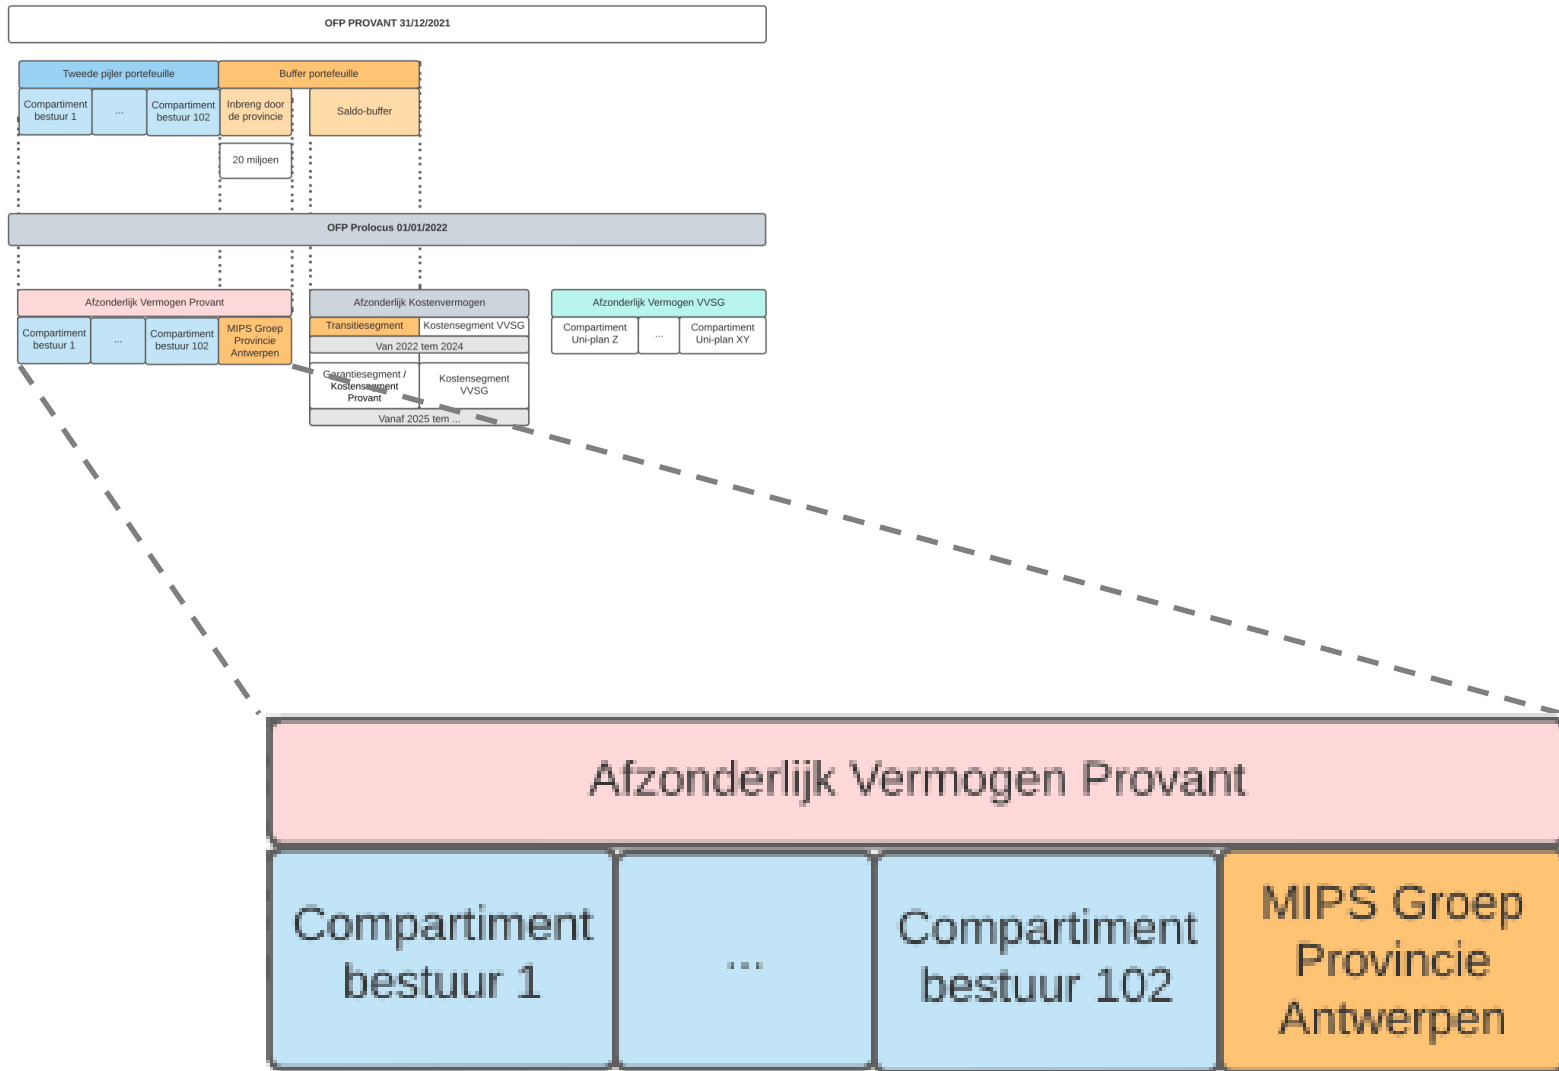 OFP PROVANT 31/12/2021
Tweede pijler portefeuille
Buffer portefeuille
Compartiment
bestuur 1
...
Compartiment
bestuur 102
Inbreng door
de provincie
Saldo-buffer
20 miljoen
OFP Prolocus 01/01/2022
Afzonderlijk Vermogen Provant
Afzonderlijk Kostenvermogen
Afzonderlijk Vermogen VVSG
Compartiment
bestuur 1
...
Compartiment
bestuur 102
MIPS Groep
Provincie
Antwerpen
Transitiesegment
Kostensegment VVSG
Van 2022 tem 2024
Garantiesegment /
Kostensegment
Provant
Kostensegment
VVSG
Vanaf 2025 tem ...
Compartiment
Uni-plan Z
...
Compartiment
Uni-plan XY
Afzonderlijk Vermogen Provant
Compartiment
bestuur 1
...
Compartiment
bestuur 102
MIPS Groep
Provincie
Antwerpen